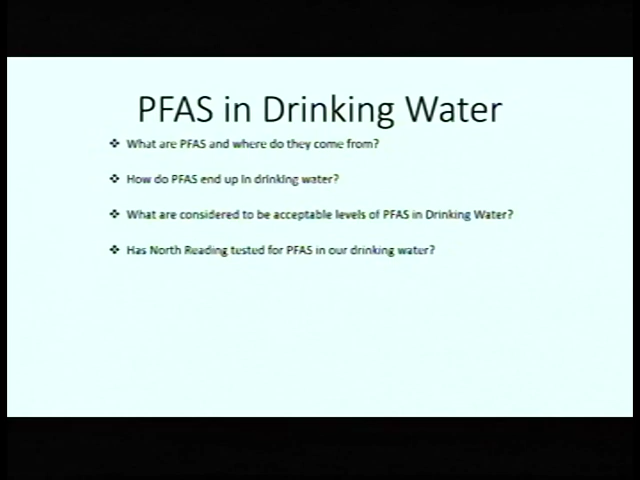 PFAS in Drinking Water
❖ What are PFAS and where do they come from?
❖ How do PFAS end up in drinking water?
❖ What are considered to be acceptable levels of PFAS in Drinking Water?
❖ Has North Reading tested for PFAS in our drinking water?